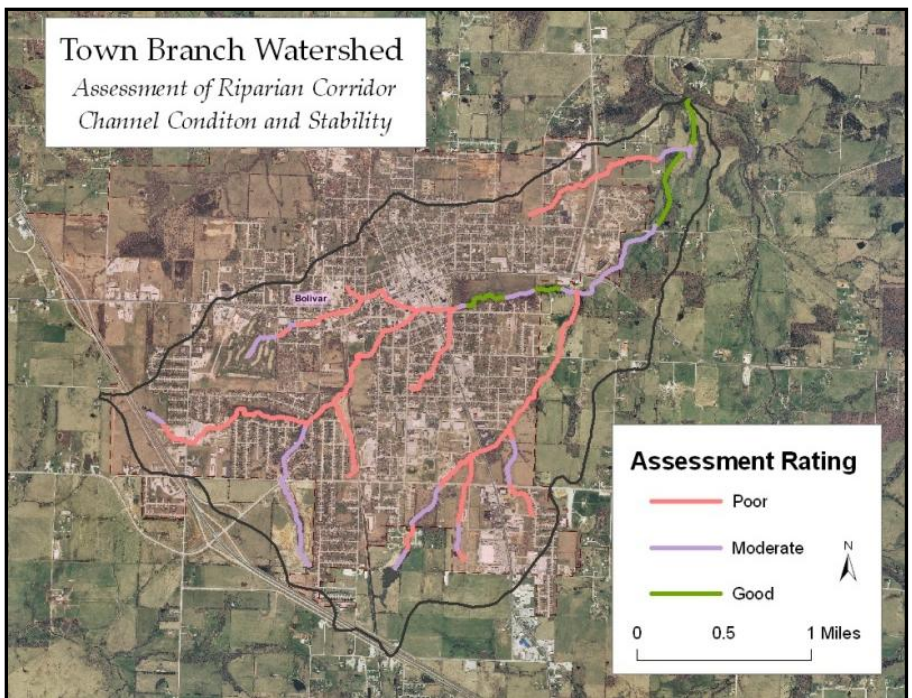 Town Branch Watershed
Assessment of Riparian Corridor
Channel Conditon and Stability
Bolivar
Assessment Rating
Poor
Moderate
Good
N
0 0.5 1 Miles